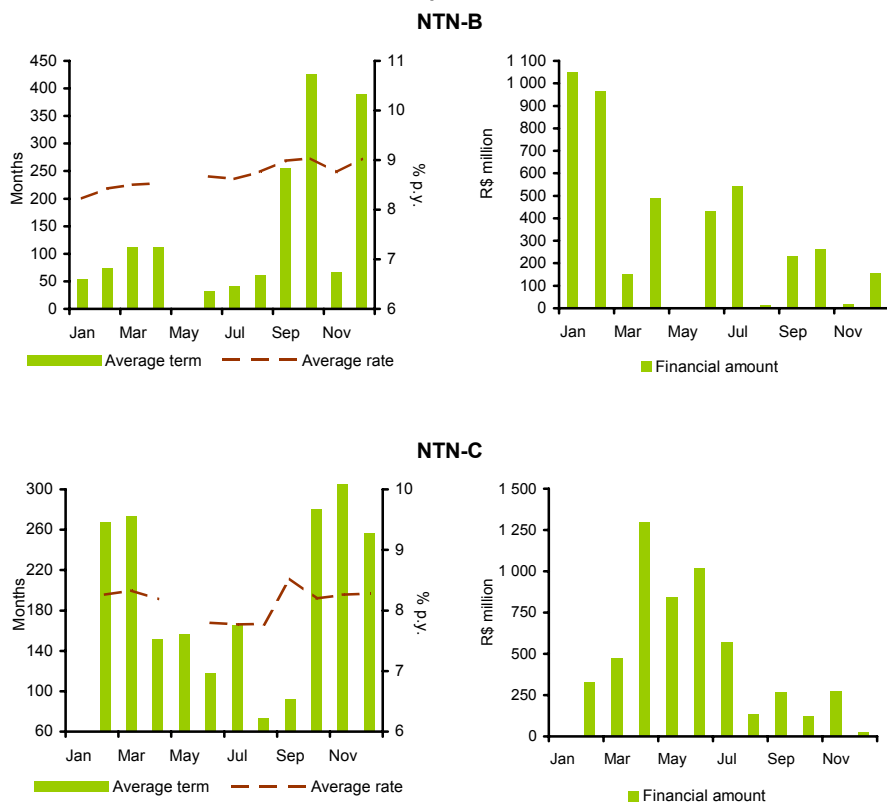 NTN-B
450
400
350
300
250
200
150
100
50
0
Months
11
10
9
8
7
6
% p.y.
Jan Mar May Jul Sep Nov
Average term Average rate
1 100
1 000
900
800
700
600
500
400
300
200
100
0
R$ million
Jan Mar May Jul Sep Nov
Financial amount
NTN-C
300
260
220
180
140
100
60
Months
10
9
8
7
6
% p.y.
Jan Mar May Jul Sep Nov
Average term Average rate
1 500
1 250
1 000
750
500
250
0
R$ million
Jan Mar May Jul Sep Nov
Financial amount